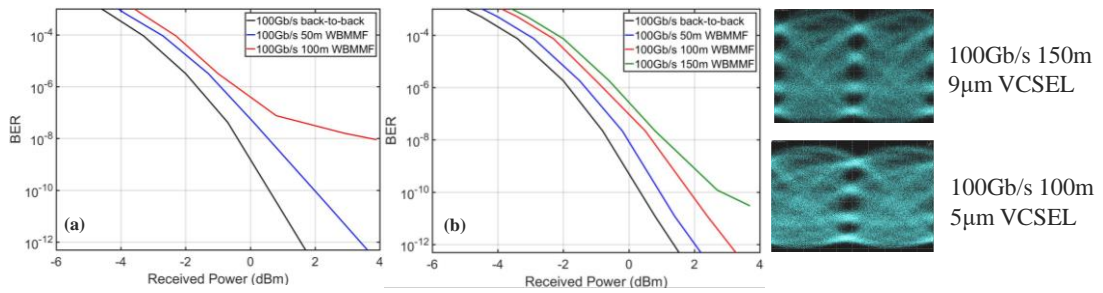 100Gb/s back-to-back
100Gb/s 50m WBMMF
100Gb/s 100m WBMMF
BER
10^-4
10^-6
10^-8
10^-10
10^-12
(a)
-6 -4 -2 0 2 4
Received Power (dBm)
100Gb/s back-to-back
100Gb/s 50m WBMMF
100Gb/s 100m WBMMF
100Gb/s 150m WBMMF
BER
10^-4
10^-6
10^-8
10^-10
10^-12
(b)
-6 -4 -2 0 2 4
Received Power (dBm)
100Gb/s 150m
9μm VCSEL
100Gb/s 100m
5μm VCSEL